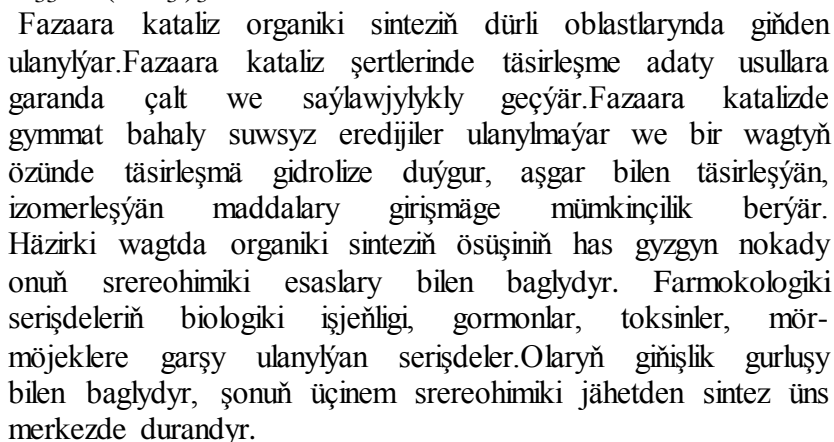 Fazaara kataliz organiki sinteziň dürli oblastlarynda giňden
ulanylýar.Fazaara kataliz şertlerinde täsirleşme adaty usullara
garanda çalt we saýlawjylykly geçýär.Fazaara katalizde
gymmat bahaly suwsyz eredijiler ulanylmaýar we bir wagtyň
özünde täsirleşmä gidrolize duýgur, aşgar bilen täsirleşýän,
izomerleşýän maddalary girişmäge mümkinçilik berýär.
Häzirki wagtda organiki sinteziň ösüşiniň has gyzgyn nokady
onuň srereohimiki esaslary bilen baglydyr. Farmokologiki
serişdeleriň biologiki işjeňligi, gormonlar, toksinler, mör-
möjeklere garşy ulanylýan serişdeler.Olaryň giňişlik gurluşy
bilen baglydyr, şonuň üçinem srereohimiki jähetden sintez üns
merkezde durandyr.